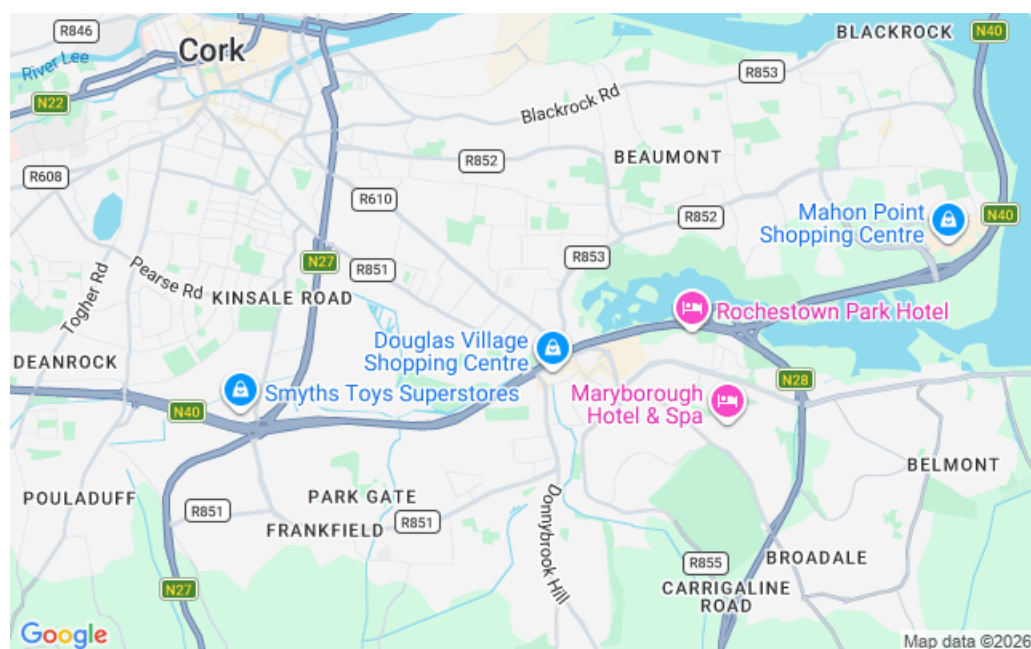 BLACKROCK
N40
R846
Cork
River Lee
R853
N22
Blackrock Rd
R852
BEAUMONT
R608
R610
R852
Mahon Point
Shopping Centre
N40
R853
N27
R851
Pearse Rd
KINSALE ROAD
Togher Rd
Rochestown Park Hotel
Douglas Village
Shopping Centre
DEANROCK
N28
Smyths Toys Superstores
Maryborough
Hotel & Spa
N40
BELMONT
POULADUFF
PARK GATE
R851
FRANKFIELD
R851
Donnybrook Hill
BROADALE
R855
N27
CARRIGALINE
ROAD
Google
Map data ©2026